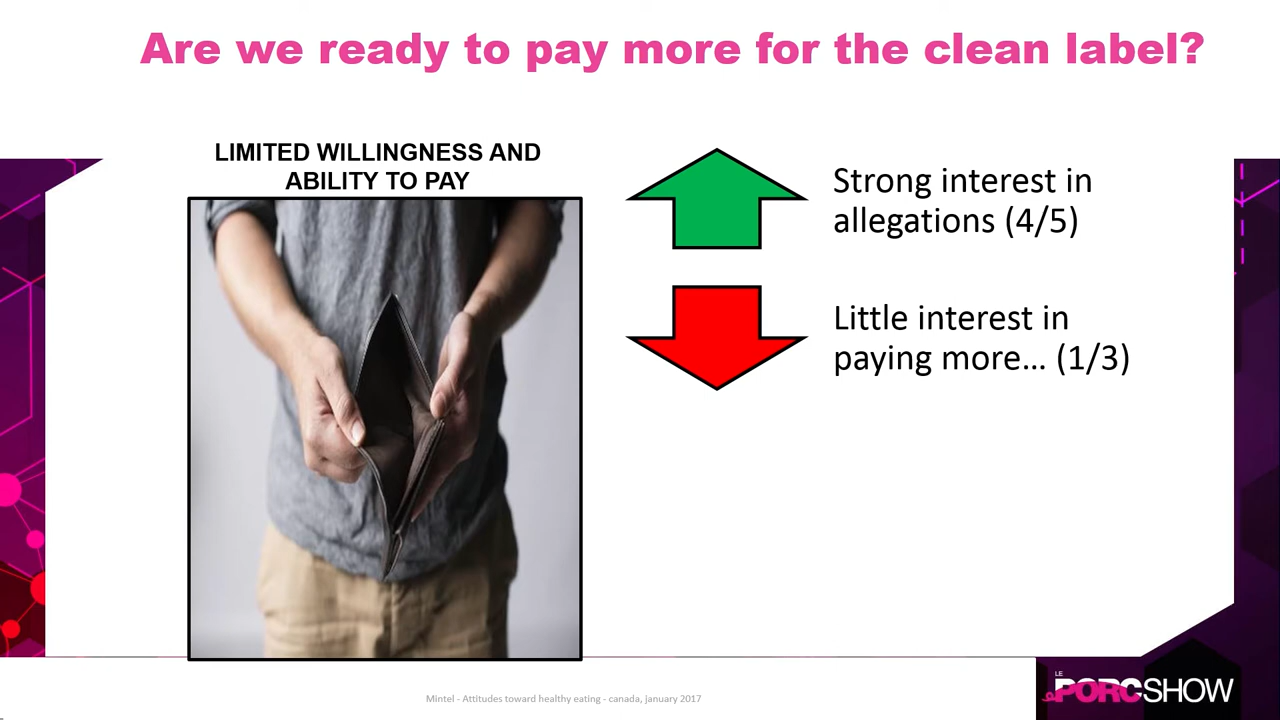 Are we ready to pay more for the clean label?
LIMITED WILLINGNESS AND
ABILITY TO PAY
Strong interest in
allegations (4/5)
Little interest in
paying more... (1/3)
Mintel - Attitudes toward healthy eating - canada, january 2017
LE
PORCSHOW